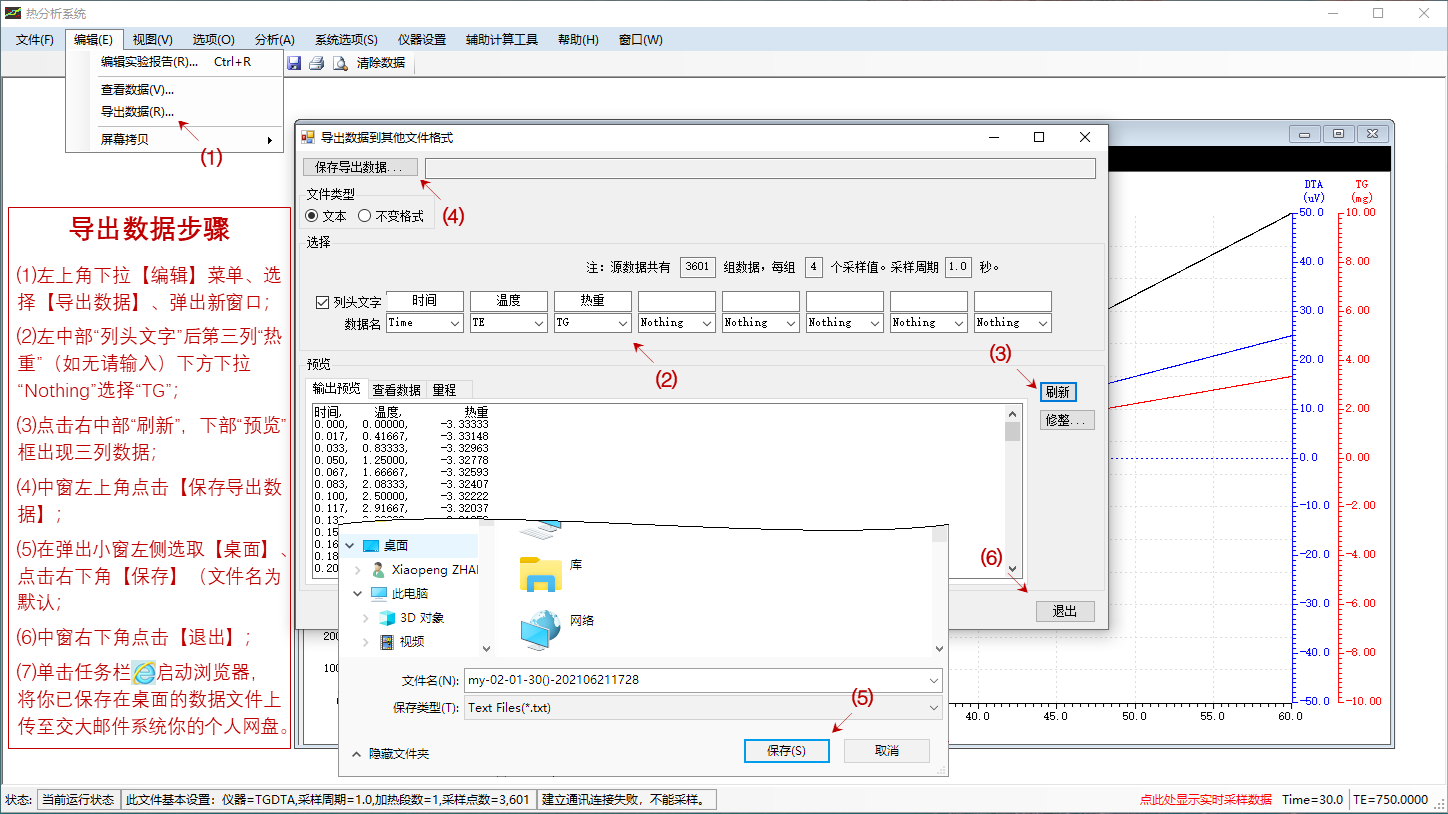 热分析系统
文件(F) 编辑(E) 视图(V) 选项(O) 分析(A) 系统选项(S) 仪器设置 辅助计算工具 帮助(H) 窗口(W)
编辑实验报告(R)... Ctrl+R
清除数据
查看数据(V)...
导出数据(R)...
屏幕拷贝
(1)
导出数据步骤
(1)左上角下拉【编辑】菜单、选
择【导出数据】、弹出新窗口；
(2)左中部“列头文字”后第三列“热
重”（如无请输入）下方下拉
“Nothing”选择“TG”；
(3)点击右中部“刷新”，下部“预览”
框出现三列数据；
(4)中窗左上角点击【保存导出数
据】；
(5)在弹出小窗左侧选取【桌面】、
点击右下角【保存】（文件名为
默认；
(6)中窗右下角点击【退出】；
(7)单击任务栏启动浏览器，
将你已保存在桌面的数据文件上
传至交大邮件系统你的个人网盘。
导出数据到其他文件格式
保存导出数据...
文件类型
文本 不变格式
(4)
选择
注：源数据共有 3601 组数据，每组 4 个采样值。采样周期 1.0 秒。
列头文字 时间 温度 热重
数据名 Time TE TG Nothing Nothing Nothing Nothing Nothing
(2)
(3)
预览
输出预览 查看数据 量程
刷新
修整...
时间, 温度, 热重
0.000, 0.00000, -3.33333
0.017, 0.41667, -3.33148
0.033, 0.83333, -3.32963
0.050, 1.25000, -3.32778
0.067, 1.66667, -3.32593
0.083, 2.08333, -3.32407
0.100, 2.50000, -3.32222
0.117, 2.91667, -3.32037
0.13
0.15
0.16
0.18
0.20
(6)
退出
桌面
Xiaopeng ZHA
此电脑
3D 对象
视频
库
网络
文件名(N): my-02-01-30()-202106211728
保存类型(T): Text Files(*.txt)
(5)
隐藏文件夹
保存(S) 取消
DTA TG
(uV) (mg)
50.0 10.00
40.0 8.00
30.0 6.00
20.0 4.00
10.0 2.00
0.0 0.00
-10.0 -2.00
-20.0 -4.00
-30.0 -6.00
-40.0 -8.00
-50.0 -10.00
200
100
40.0 45.0 50.0 55.0 60.0
状态: 当前运行状态 此文件基本设置：仪器=TGDTA,采样周期=1.0,加热段数=1,采样点数=3,601 建立通讯连接失败，不能采样。 点此处显示实时采样数据 Time=30.0 TE=750.0000